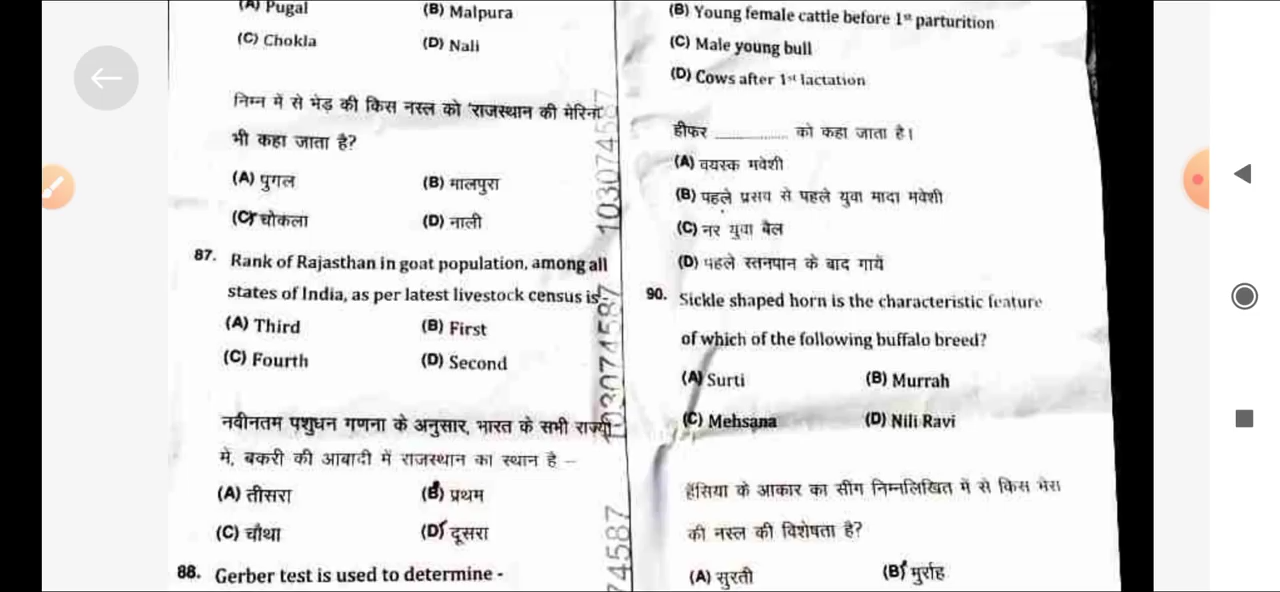 (A) Pugal (B) Malpura
(C) Chokla (D) Nali
निम्न में से भेड़ की किस नस्ल को 'राजस्थान की मेरिनो'
भी कहा जाता है?
(A) पुगल (B) मालपुरा
(C) चोकला (D) नाली
87. Rank of Rajasthan in goat population, among all
states of India, as per latest livestock census is -
(A) Third (B) First
(C) Fourth (D) Second
नवीनतम पशुधन गणना के अनुसार, भारत के सभी राज्यों
में, बकरी की आबादी में राजस्थान का स्थान है –
(A) तीसरा (B) प्रथम
(C) चौथा (D) दूसरा
88. Gerber test is used to determine -
103074587
103074587
74587
(B) Young female cattle before 1st parturition
(C) Male young bull
(D) Cows after 1st lactation
हीफर ............... को कहा जाता है।
(A) वयस्क मवेशी
(B) पहले प्रसव से पहले युवा मादा मवेशी
(C) नर युवा बैल
(D) पहले स्तनपान के बाद गायें
90. Sickle shaped horn is the characteristic feature
of which of the following buffalo breed?
(A) Surti (B) Murrah
(C) Mehsana (D) Nili Ravi
हँसिया के आकार का सींग निम्नलिखित में से किस भैंस
की नस्ल की विशेषता है?
(A) सुरती (B) मुर्राह